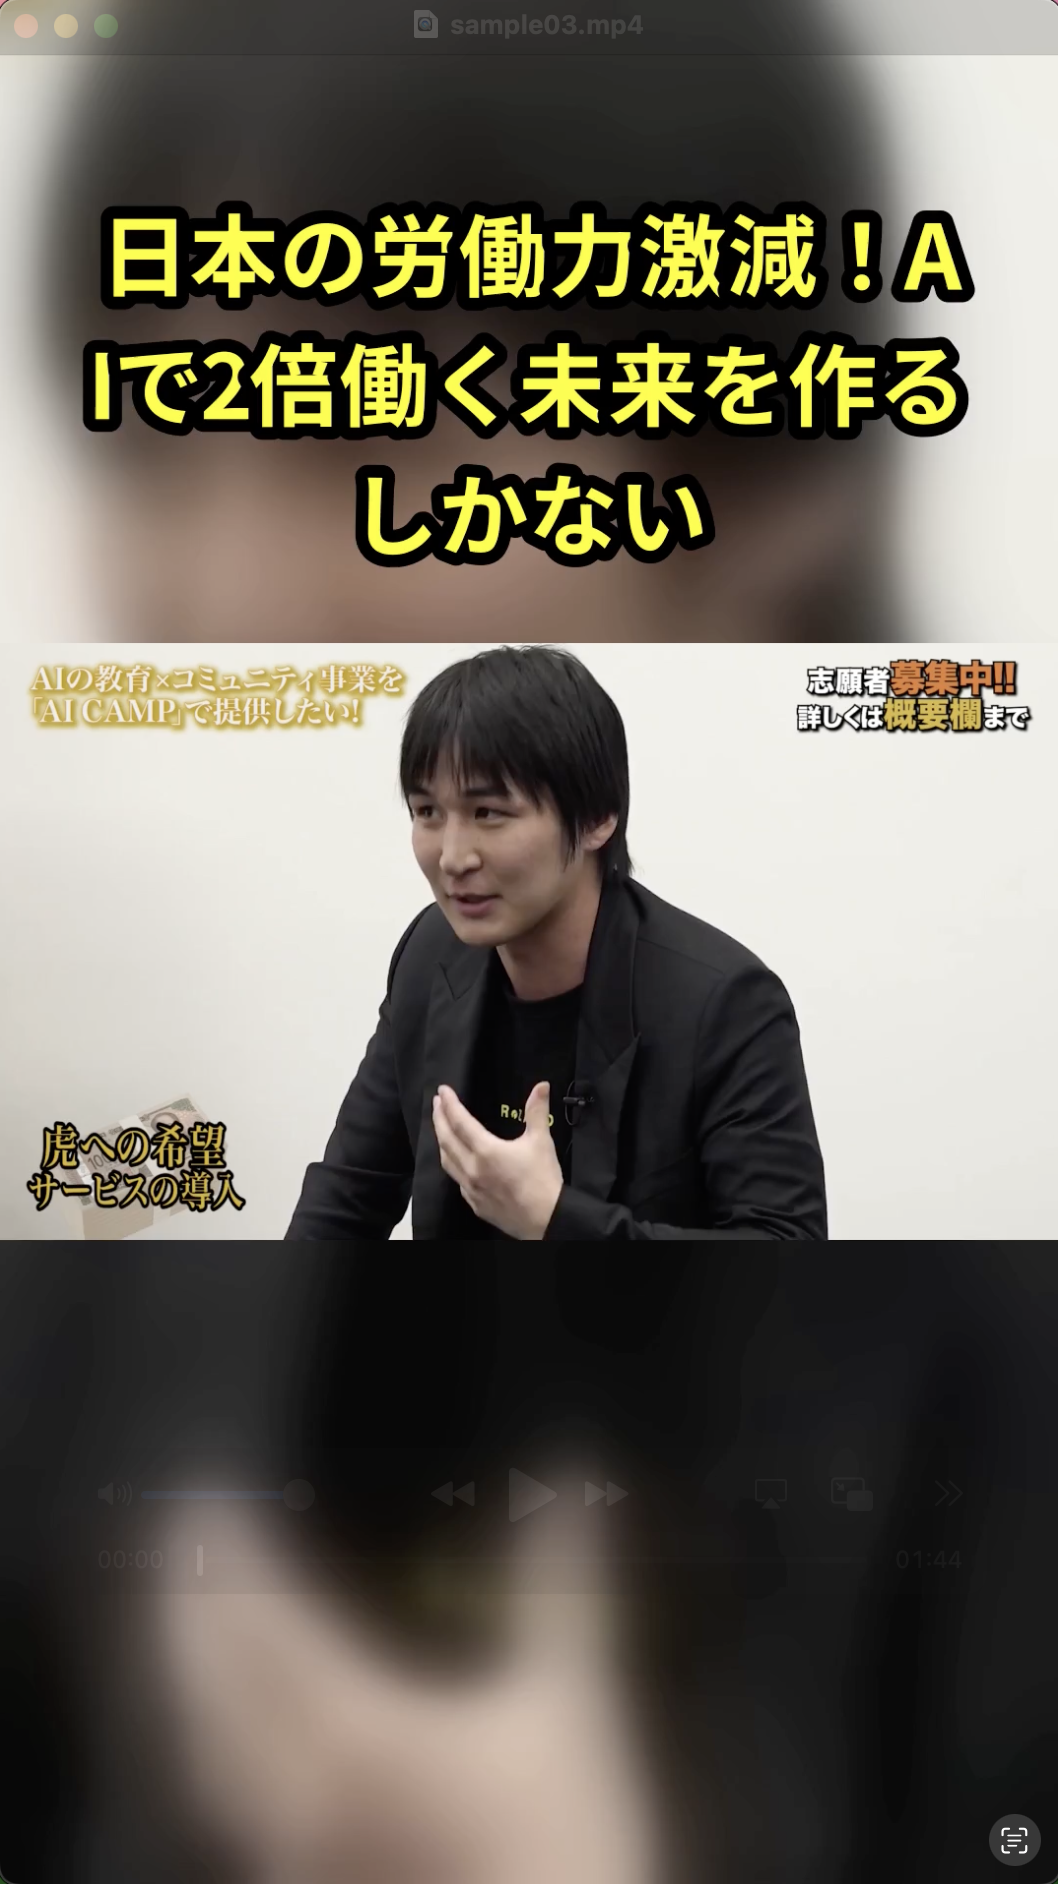 sample03.mp4
日本の労働力激減！A
Iで2倍働く未来を作る
しかない
AIの教育×コミュニティ事業を
「AI CAMP」で提供したい!
志願者募集中!!
詳しくは概要欄まで
虎への希望
サービスの導入
00:00
01:44